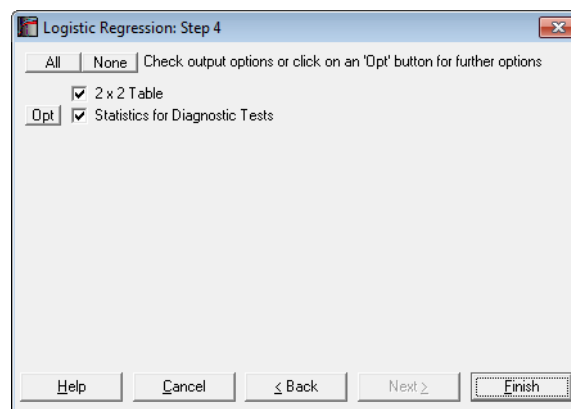 Logistic Regression: Step 4
All None Check output options or click on an 'Opt' button for further options
2 x 2 Table
Opt Statistics for Diagnostic Tests
Help Cancel < Back Next > Finish